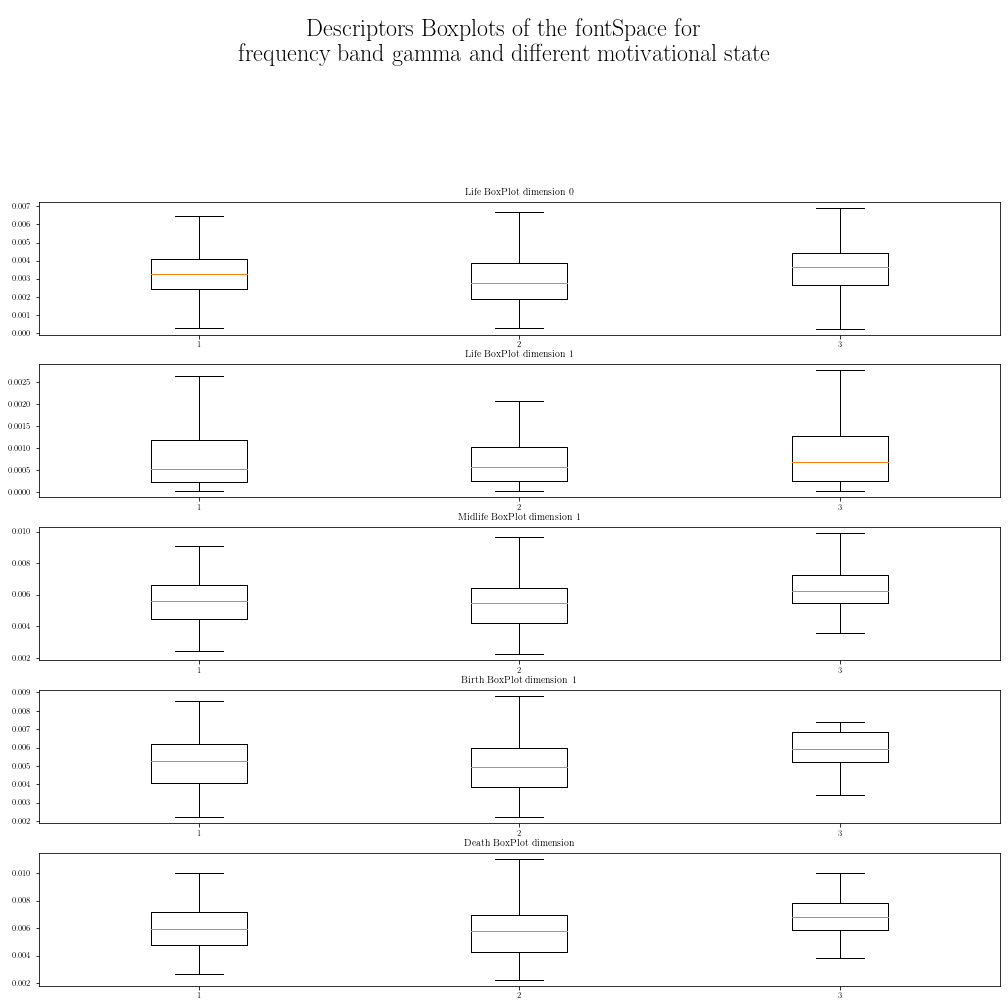 Descriptors Boxplots of the fontSpace for
frequency band gamma and different motivational state
Life BoxPlot dimension 0
0.007
0.006
0.005
0.004
0.003
0.002
0.001
0.000
1 2 3
Life BoxPlot dimension 1
0.0025
0.0020
0.0015
0.0010
0.0005
0.0000
1 2 3
Midlife BoxPlot dimension 1
0.010
0.008
0.006
0.004
0.002
1 2 3
Birth BoxPlot dimension 1
0.009
0.008
0.007
0.006
0.005
0.004
0.003
0.002
1 2 3
Death BoxPlot dimension
0.010
0.008
0.006
0.004
0.002
1 2 3